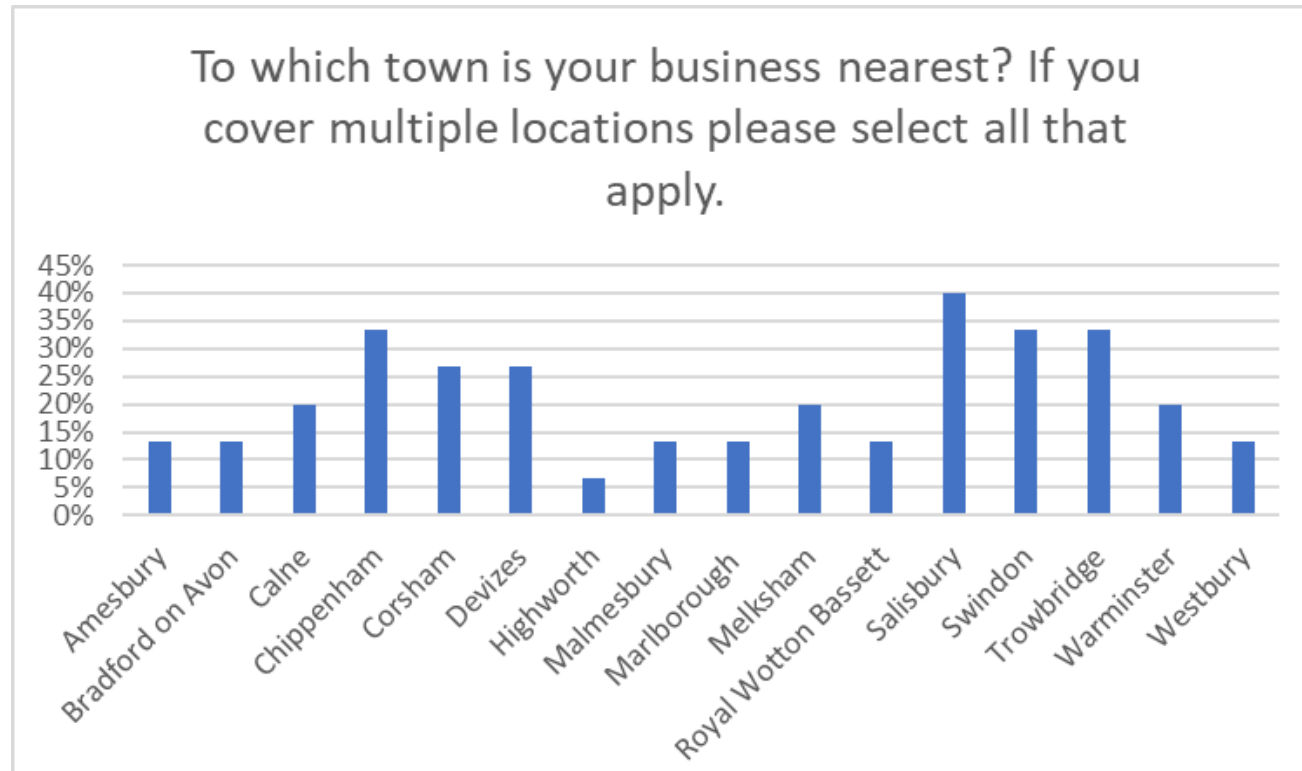 To which town is your business nearest? If you
cover multiple locations please select all that
apply.
45%
40%
35%
30%
25%
20%
15%
10%
5%
0%
Amesbury
Bradford on Avon
Calne
Chippenham
Corsham
Devizes
Highworth
Malmesbury
Marlborough
Melksham
Royal Wotton Bassett
Salisbury
Swindon
Trowbridge
Warminster
Westbury